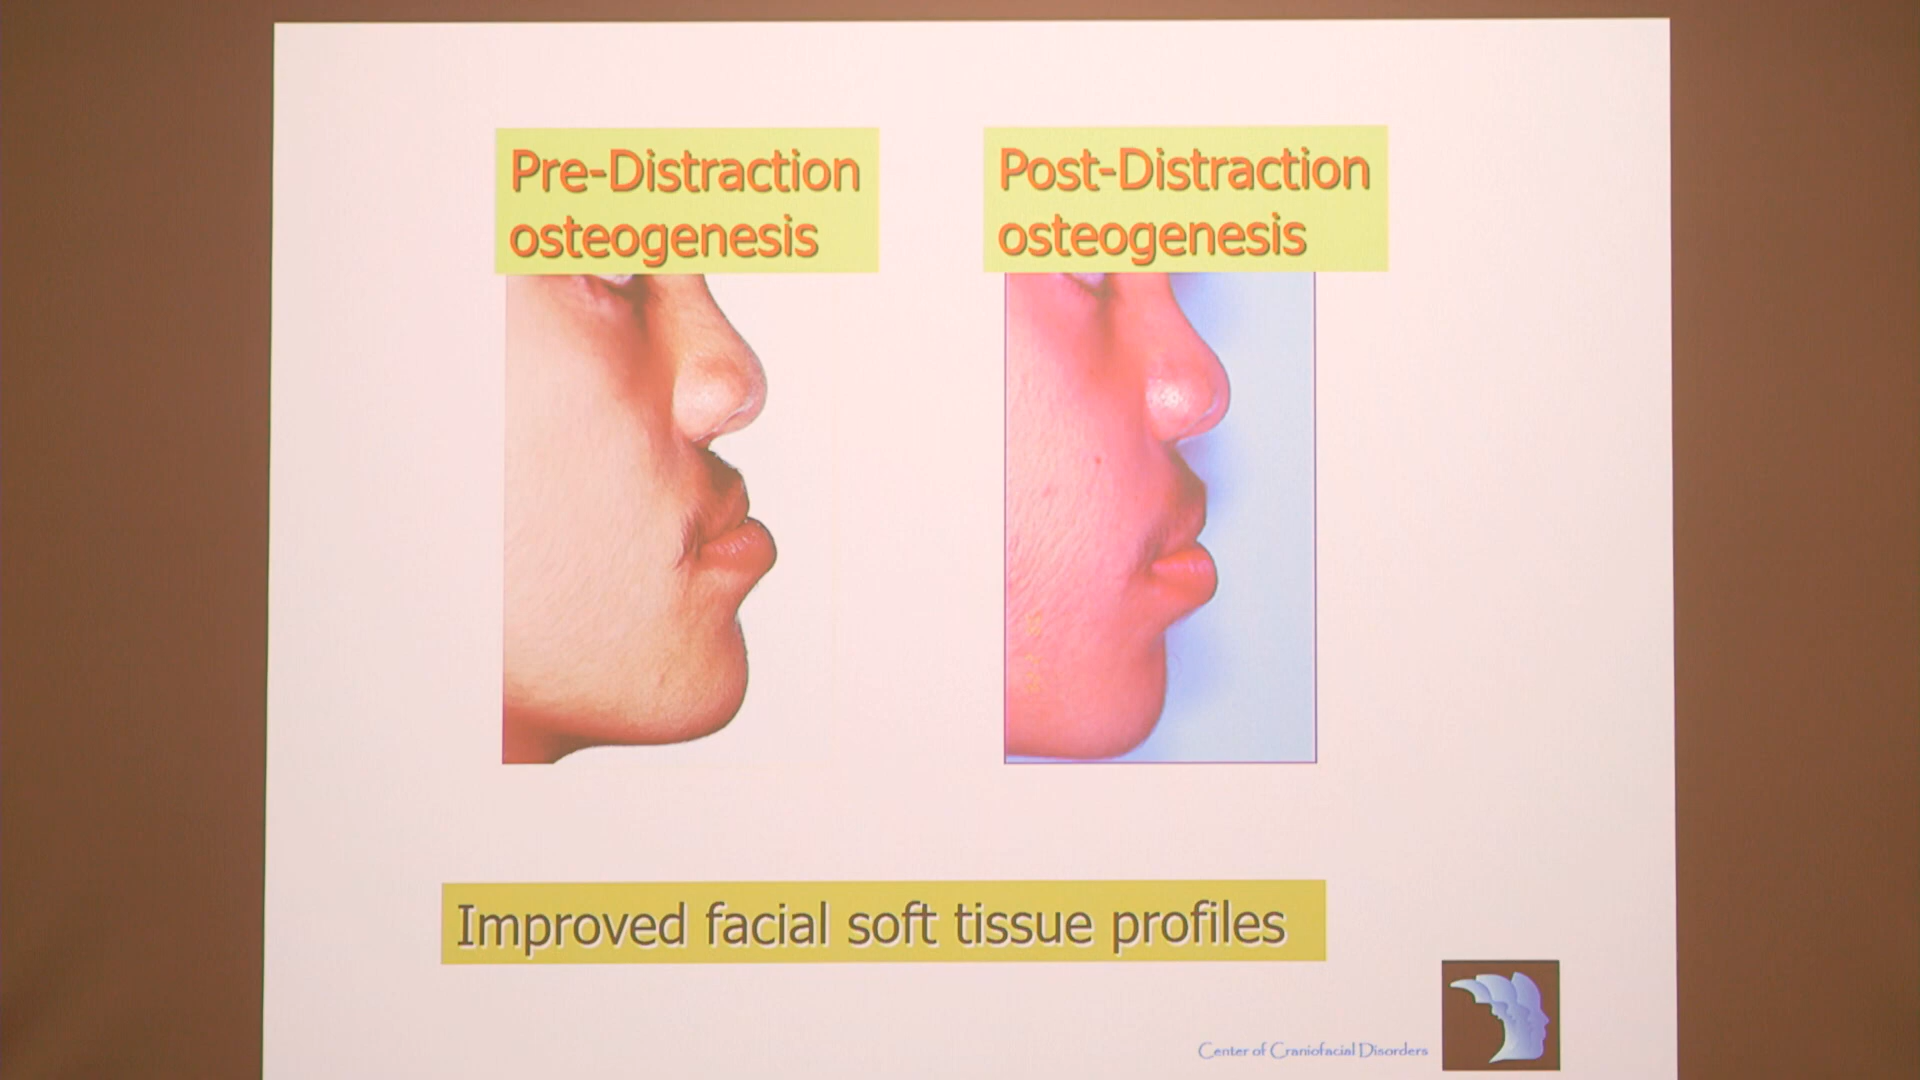 Pre-Distraction
osteogenesis
Post-Distraction
osteogenesis
Improved facial soft tissue profiles
Center of Craniofacial Disorders